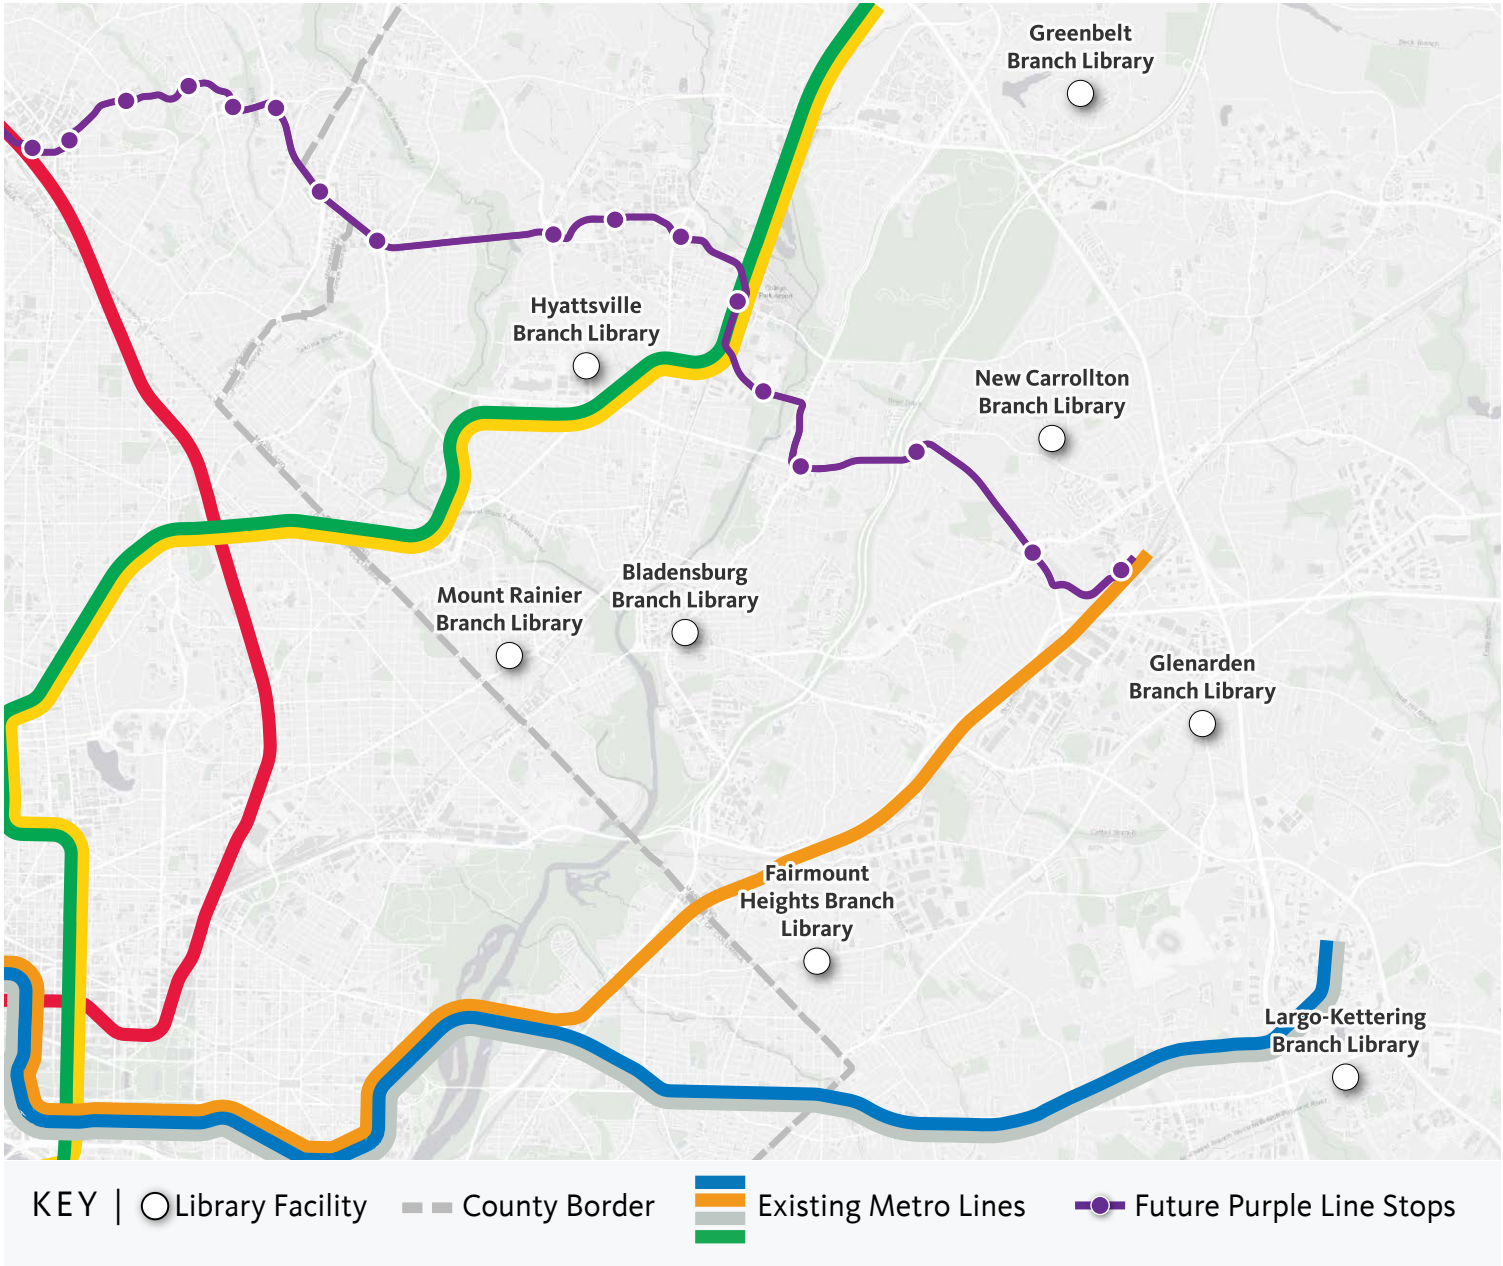 Greenbelt
Branch Library
Hyattsville
Branch Library
New Carrollton
Branch Library
Bladensburg
Branch Library
Mount Rainier
Branch Library
Glenarden
Branch Library
Fairmount
Heights Branch
Library
Largo-Kettering
Branch Library
KEY | Library Facility County Border Existing Metro Lines Future Purple Line Stops